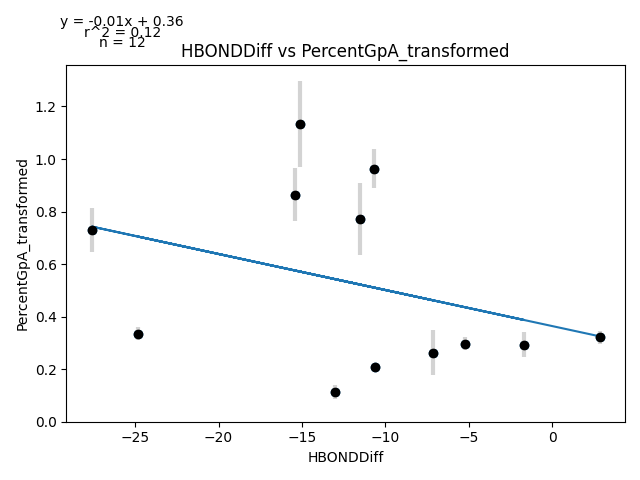 y = -0.01x + 0.36
r^2 = 0.12
n = 12
HBONDDiff vs PercentGpA_transformed
PercentGpA_transformed
1.2
1.0
0.8
0.6
0.4
0.2
0.0
−25
−20
−15
−10
−5
0
HBONDDiff